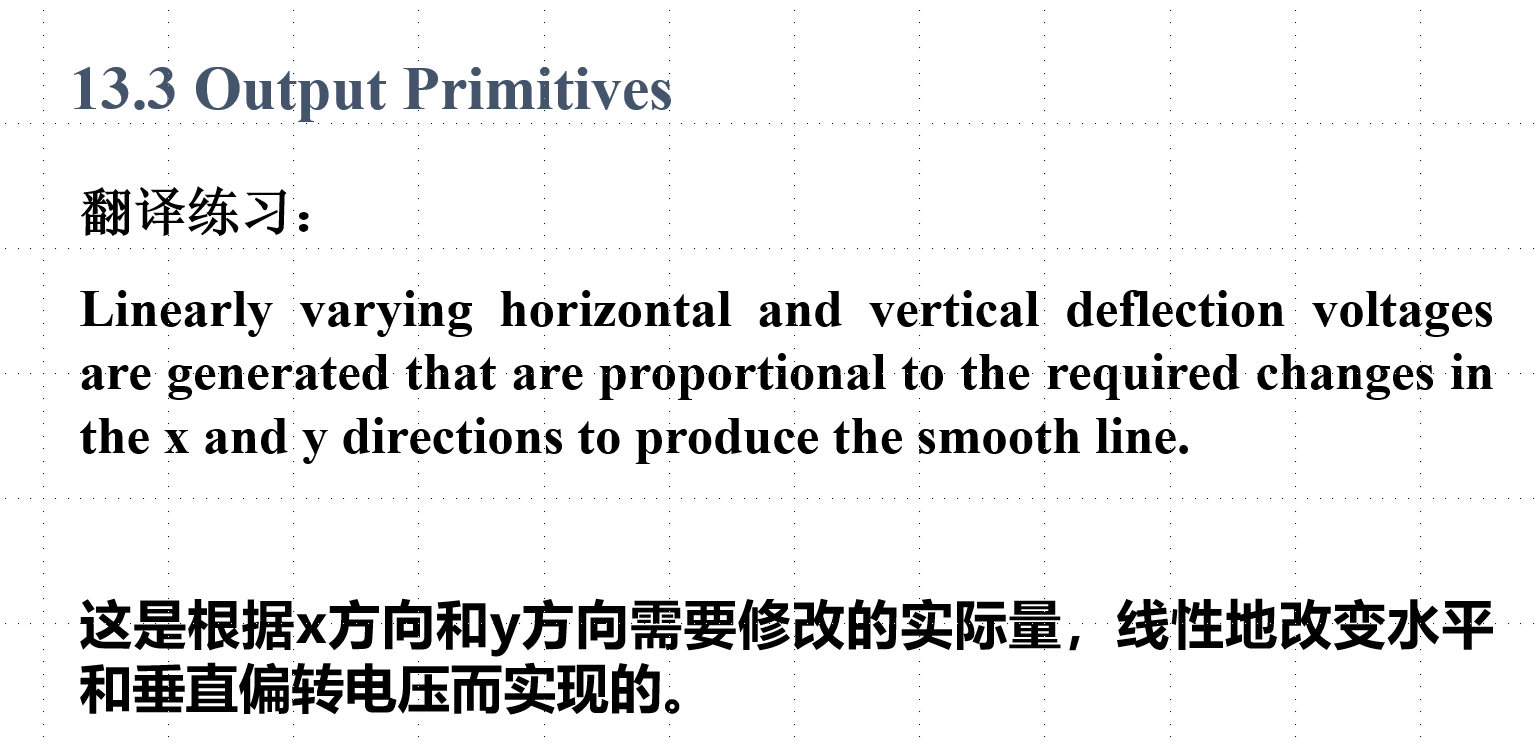 13.3 Output Primitives
翻译练习：
Linearly varying horizontal and vertical deflection voltages
are generated that are proportional to the required changes in
the x and y directions to produce the smooth line.
这是根据x方向和y方向需要修改的实际量，线性地改变水平
和垂直偏转电压而实现的。